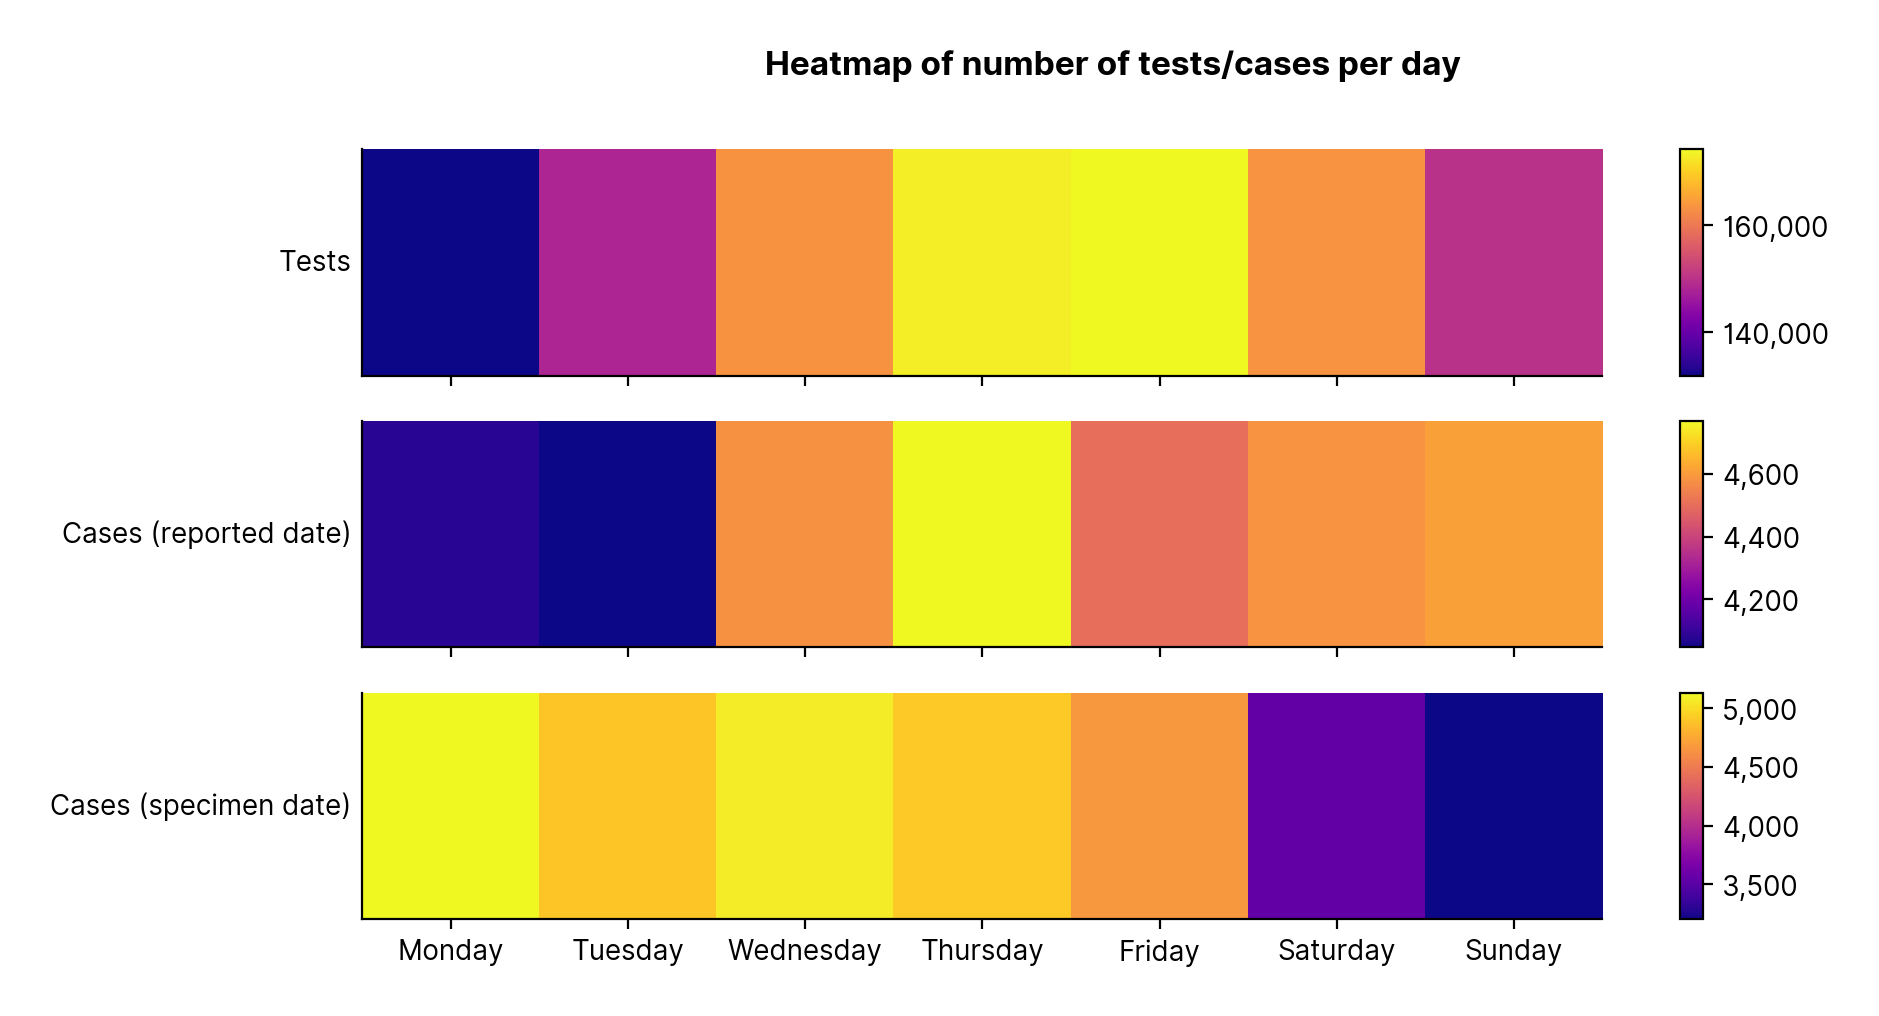 Heatmap of number of tests/cases per day
Tests
160,000
140,000
Cases (reported date)
4,600
4,400
4,200
Cases (specimen date)
5,000
4,500
4,000
3,500
Monday Tuesday Wednesday Thursday Friday Saturday Sunday